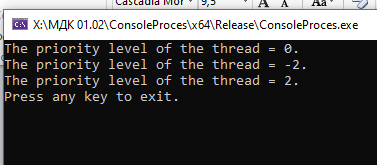 Cascadia Mor
9,5
Aa
X:\МДК 01.02\ConsoleProces\x64\Release\ConsoleProces.exe
The priority level of the thread = 0.
The priority level of the thread = -2.
The priority level of the thread = 2.
Press any key to exit.